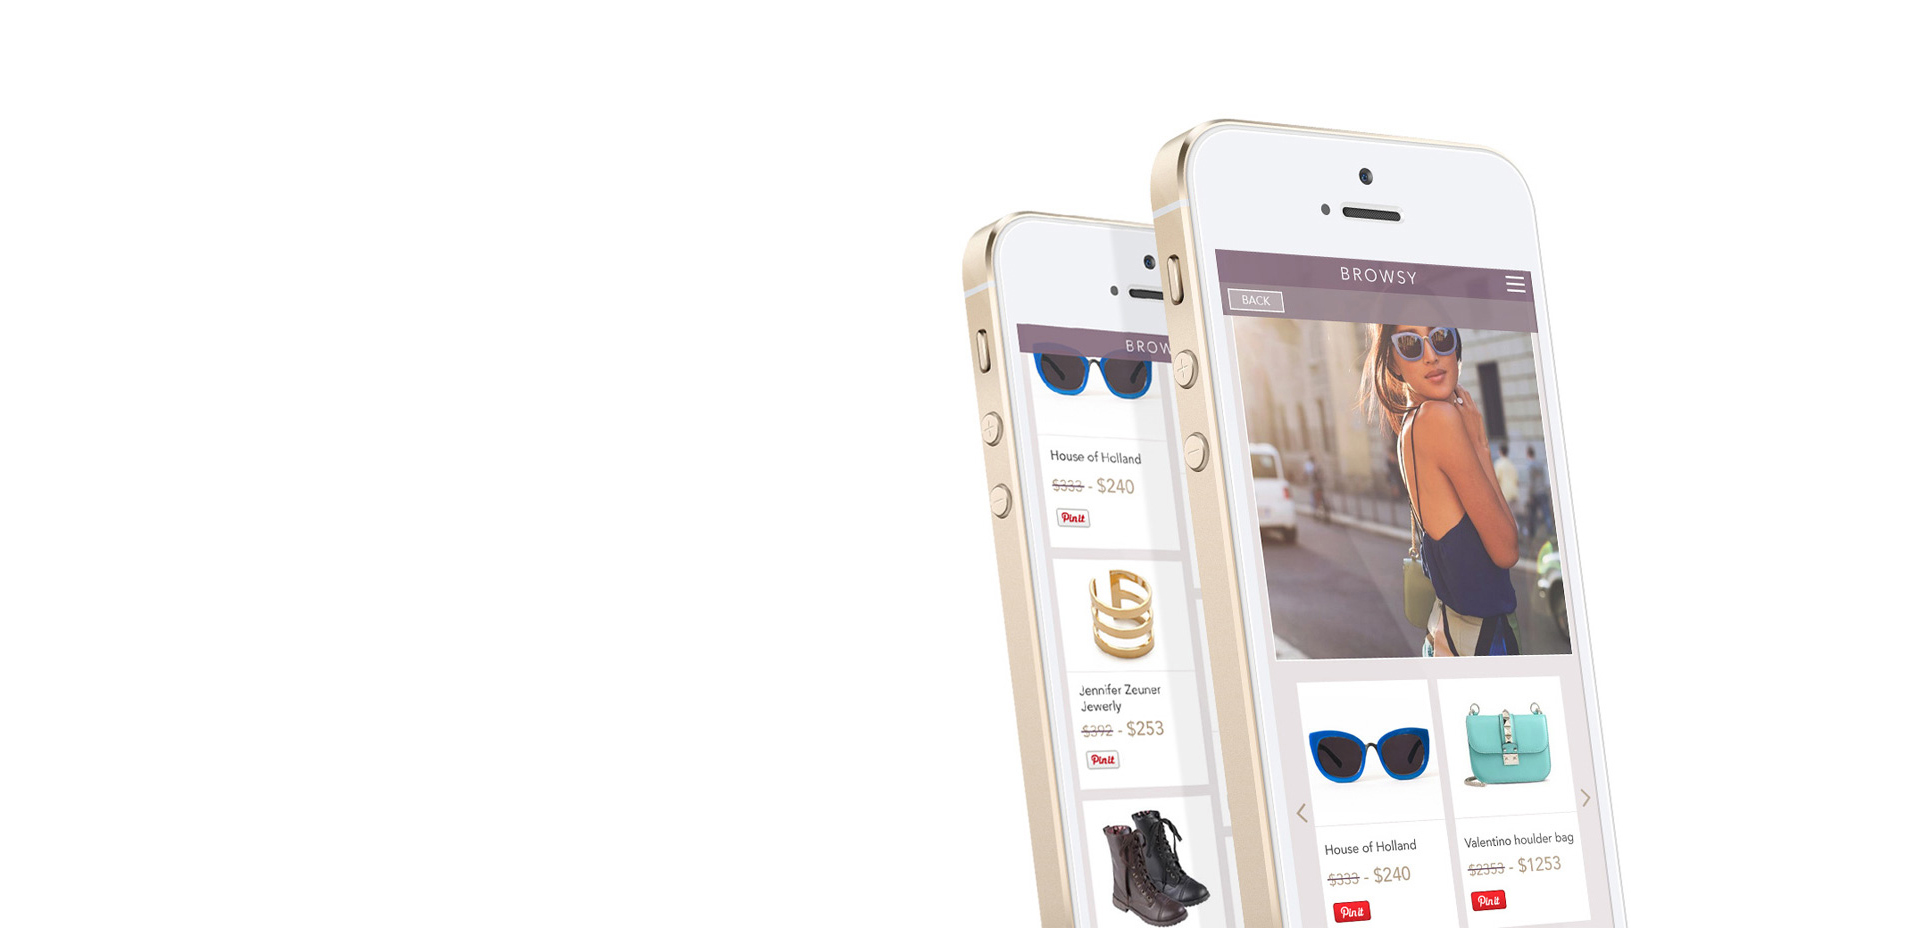 BROW
House of Holland
$333 - $240
Pin it
Jennifer Zeuner
Jewerly
$392 - $253
Pin it
BROWSY
BACK
House of Holland
$333 - $240
Pin it
Valentino houlder bag
$2353 - $1253
Pin it